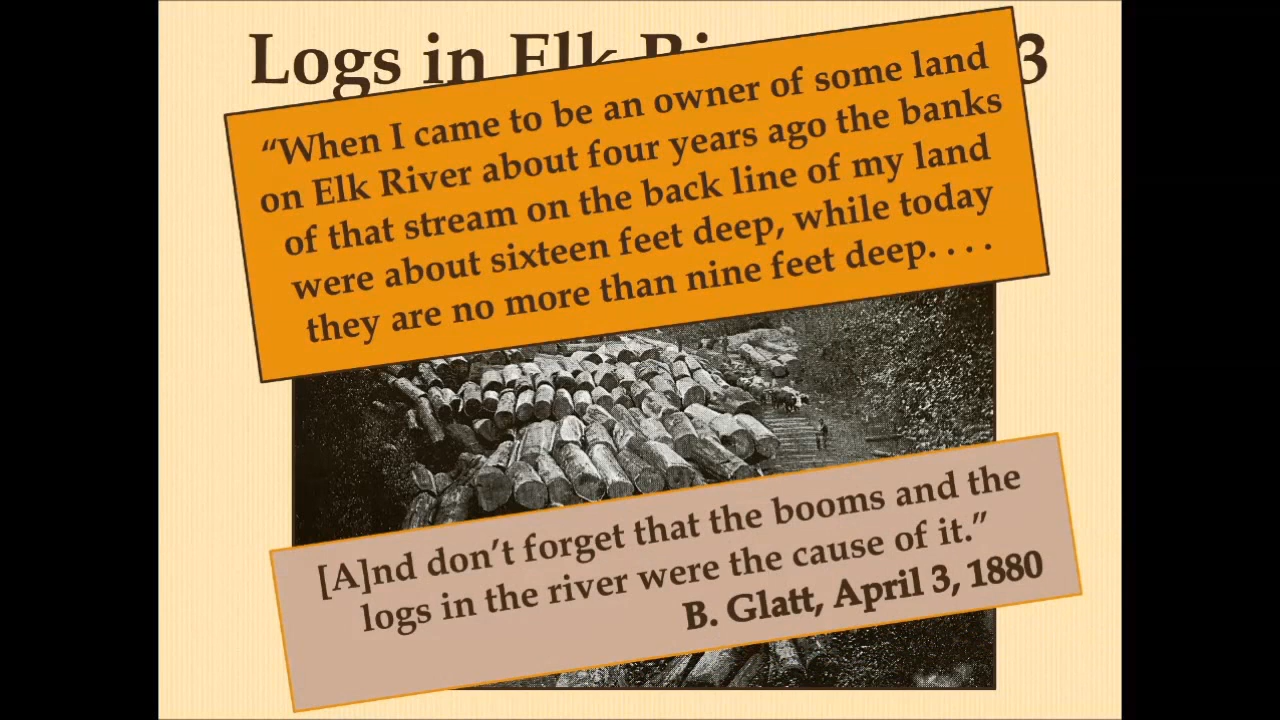 Logs in Elk 3
“When I came to be an owner of some land
on Elk River about four years ago the banks
of that stream on the back line of my land
were about sixteen feet deep, while today
they are no more than nine feet deep. . . .
[A]nd don’t forget that the booms and the
logs in the river were the cause of it.”
B. Glatt, April 3, 1880